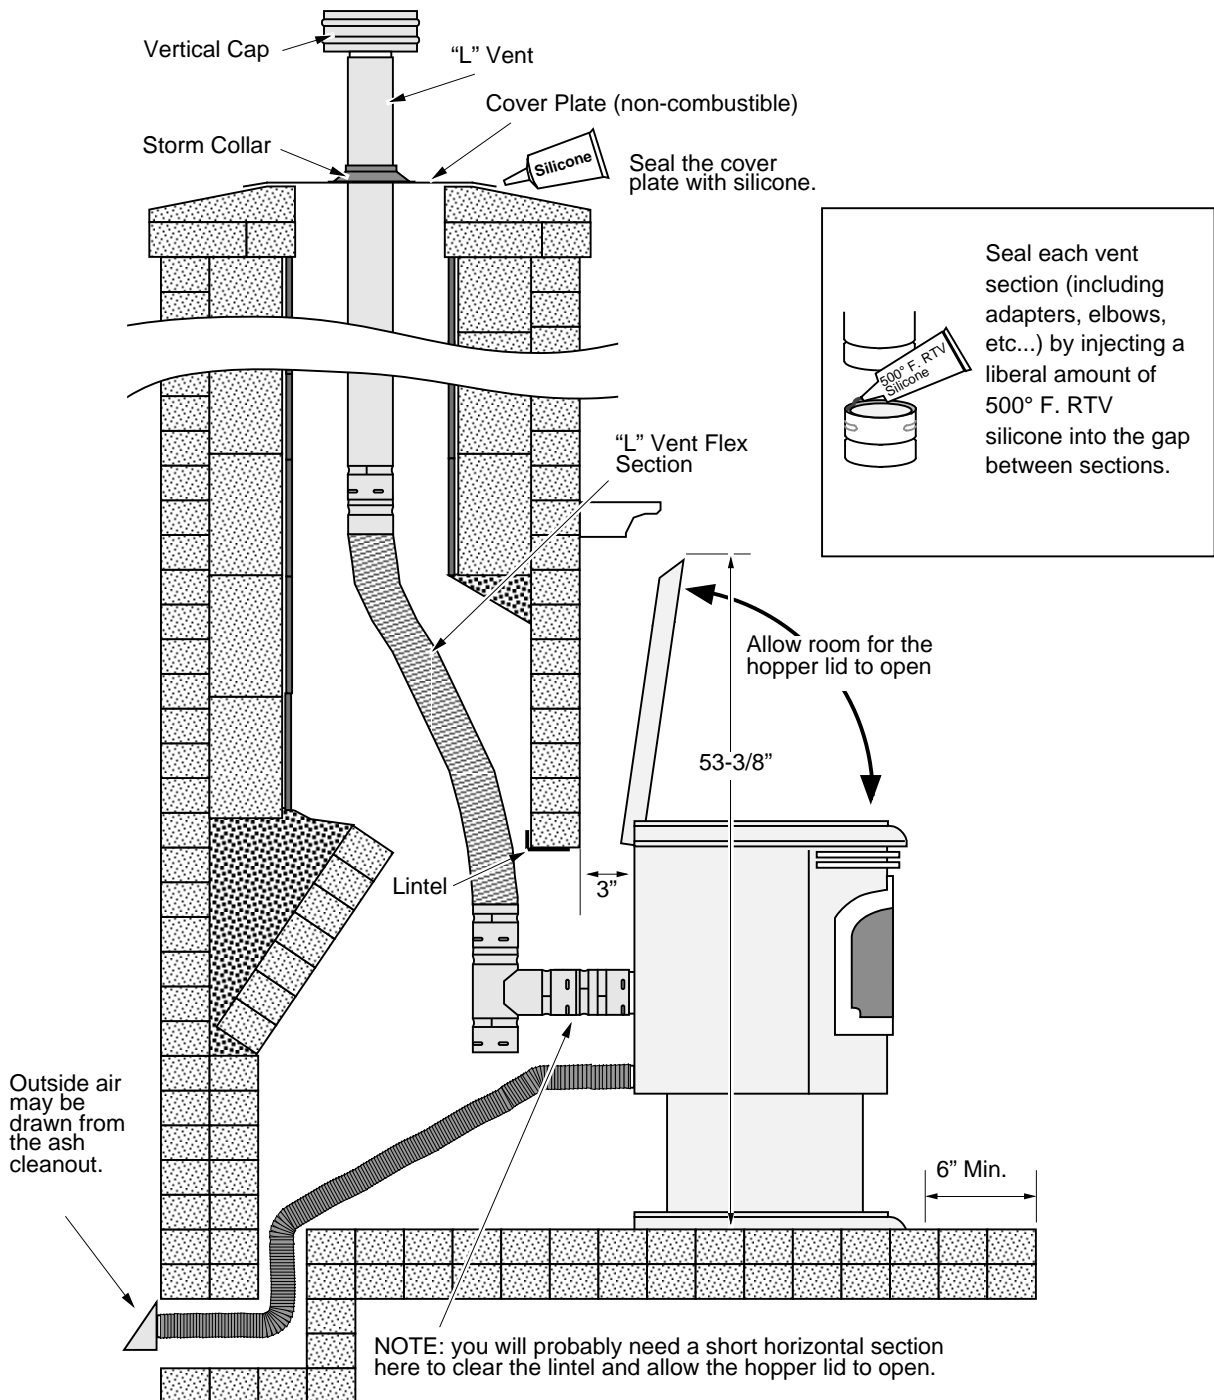 Vertical Cap
“L” Vent
Cover Plate (non-combustible)
Storm Collar
Silicone
Seal the cover
plate with silicone.
Seal each vent
section (including
adapters, elbows,
etc...) by injecting a
liberal amount of
500° F. RTV
silicone into the gap
between sections.
500° F. RTV
Silicone
“L” Vent Flex
Section
Allow room for the
hopper lid to open
53-3/8”
Lintel
3”
Outside air
may be
drawn from
the ash
cleanout.
6” Min.
NOTE: you will probably need a short horizontal section
here to clear the lintel and allow the hopper lid to open.